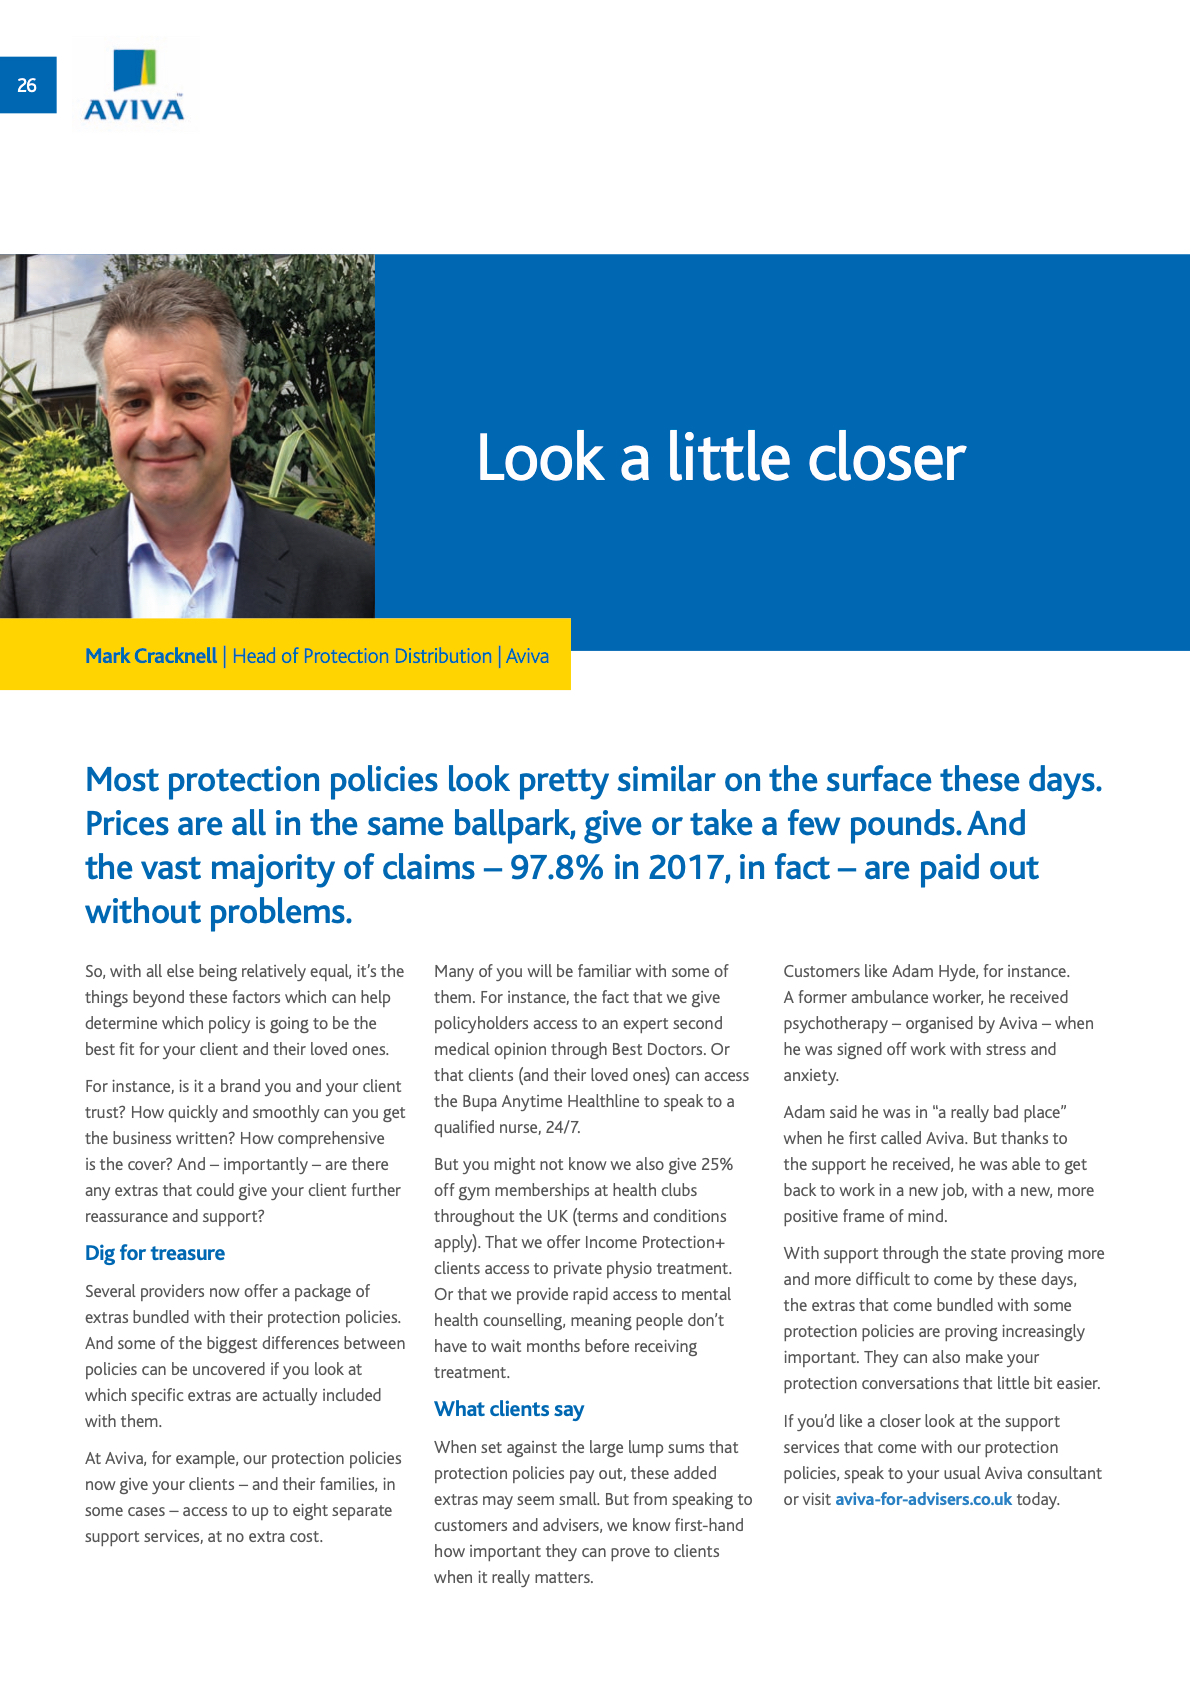 26
AVIVA
™
Look a little closer
Mark Cracknell | Head of Protection Distribution | Aviva
Most protection policies look pretty similar on the surface these days.
Prices are all in the same ballpark, give or take a few pounds. And
the vast majority of claims – 97.8% in 2017, in fact – are paid out
without problems.
So, with all else being relatively equal, it’s the
things beyond these factors which can help
determine which policy is going to be the
best fit for your client and their loved ones.
For instance, is it a brand you and your client
trust? How quickly and smoothly can you get
the business written? How comprehensive
is the cover? And – importantly – are there
any extras that could give your client further
reassurance and support?
Dig for treasure
Several providers now offer a package of
extras bundled with their protection policies.
And some of the biggest differences between
policies can be uncovered if you look at
which specific extras are actually included
with them.
At Aviva, for example, our protection policies
now give your clients – and their families, in
some cases – access to up to eight separate
support services, at no extra cost.
Many of you will be familiar with some of
them. For instance, the fact that we give
policyholders access to an expert second
medical opinion through Best Doctors. Or
that clients (and their loved ones) can access
the Bupa Anytime Healthline to speak to a
qualified nurse, 24/7.
But you might not know we also give 25%
off gym memberships at health clubs
throughout the UK (terms and conditions
apply). That we offer Income Protection+
clients access to private physio treatment.
Or that we provide rapid access to mental
health counselling, meaning people don’t
have to wait months before receiving
treatment.
What clients say
When set against the large lump sums that
protection policies pay out, these added
extras may seem small. But from speaking to
customers and advisers, we know first-hand
how important they can prove to clients
when it really matters.
Customers like Adam Hyde, for instance.
A former ambulance worker, he received
psychotherapy – organised by Aviva – when
he was signed off work with stress and
anxiety.
Adam said he was in “a really bad place”
when he first called Aviva. But thanks to
the support he received, he was able to get
back to work in a new job, with a new, more
positive frame of mind.
With support through the state proving more
and more difficult to come by these days,
the extras that come bundled with some
protection policies are proving increasingly
important. They can also make your
protection conversations that little bit easier.
If you’d like a closer look at the support
services that come with our protection
policies, speak to your usual Aviva consultant
or visit aviva-for-advisers.co.uk today.